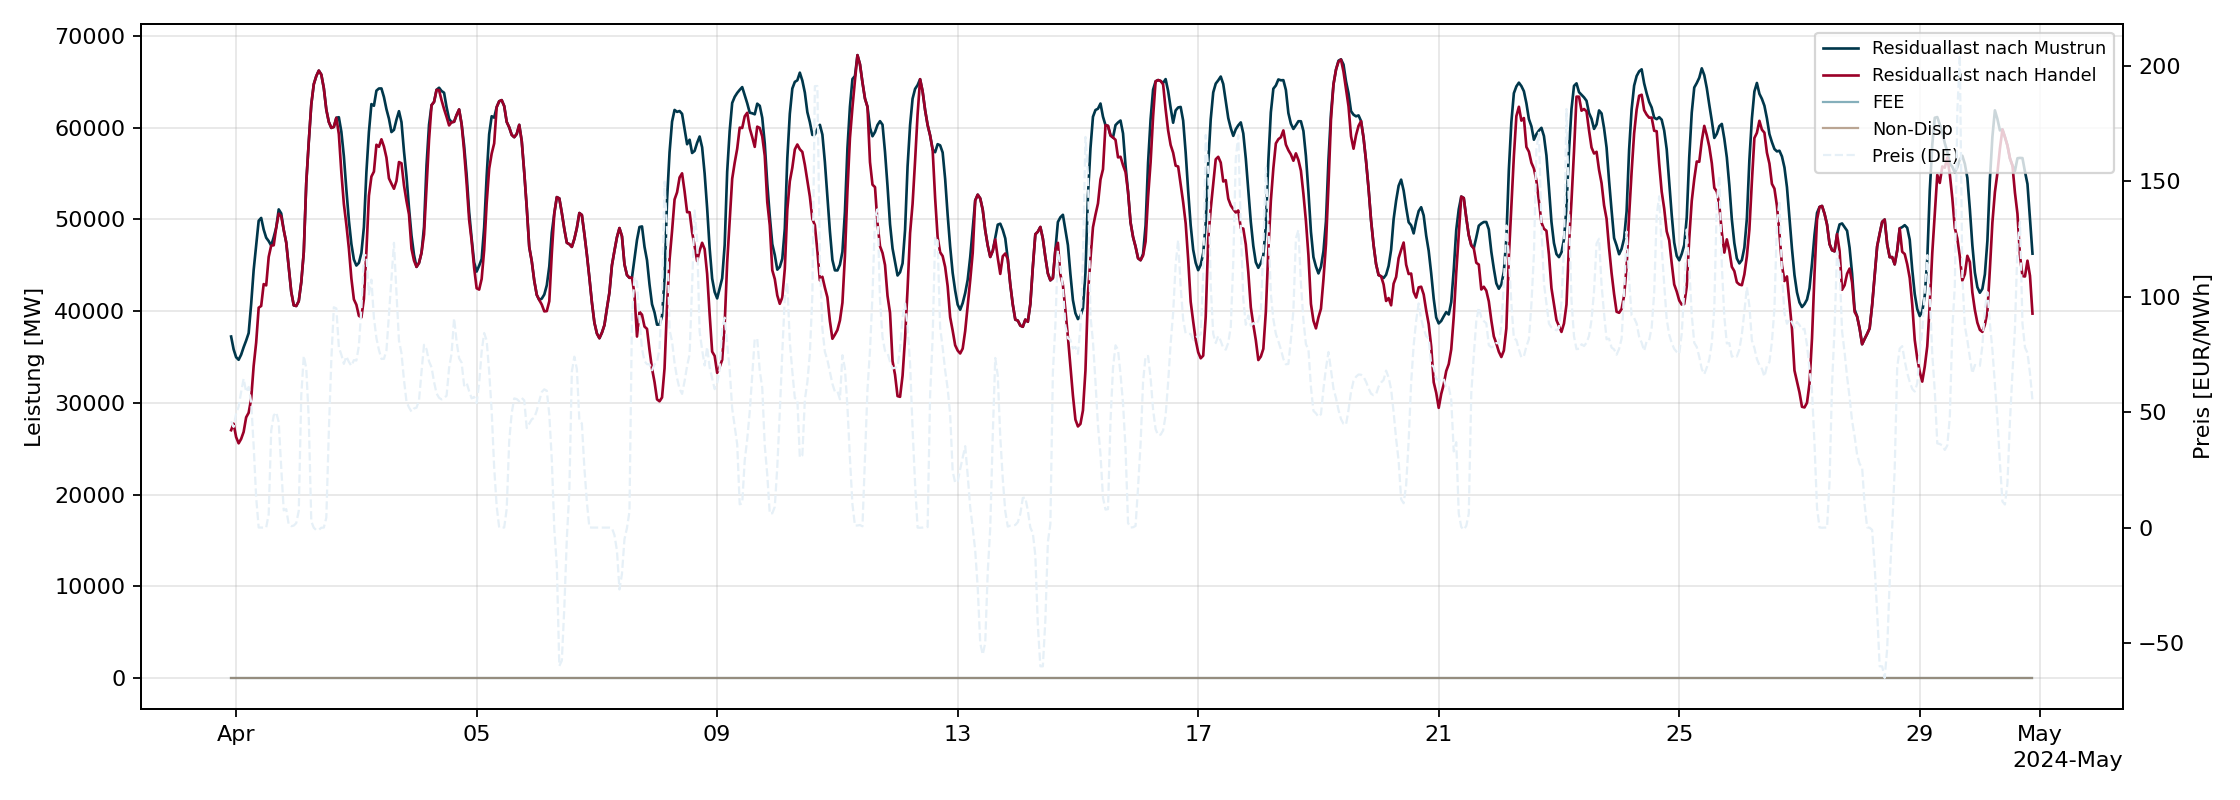 70000
60000
50000
40000
30000
20000
10000
0
Leistung [MW]
200
150
100
50
0
−50
Preis [EUR/MWh]
Residuallast nach Mustrun
Residuallast nach Handel
FEE
Non-Disp
Preis (DE)
Apr 05 09 13 17 21 25 29 May
2024-May